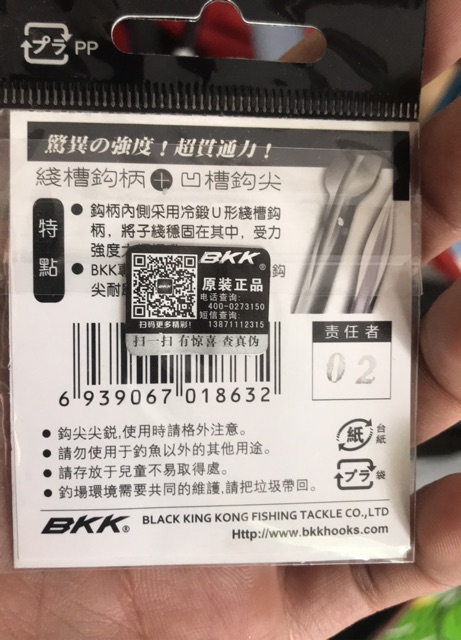 プラ PP
驚異の強度！超貫通力！
綫槽鈎柄+凹槽鈎尖
特點
● 鈎柄內側采用冷鍛U形綫槽鈎
柄，將子綫穩固在其中，受力
強度大
● BKK 鈎
尖耐
BKK®
原装正品
电话查询:
400-0273150
短信查询:
13871112315
扫码更多精彩!
扫一扫 有惊喜 查真伪
6 939067 018632
責任者
02
● 鈎尖尖銳,使用時請格外注意。
● 請勿使用于釣魚以外的其他用途。
● 請存放于兒童不易取得處。
● 釣場環境需要共同的維護,請把垃圾帶回。
紙 台紙
プラ 袋
BKK® BLACK KING KONG FISHING TACKLE CO.,LTD
Http://www.bkkhooks.com